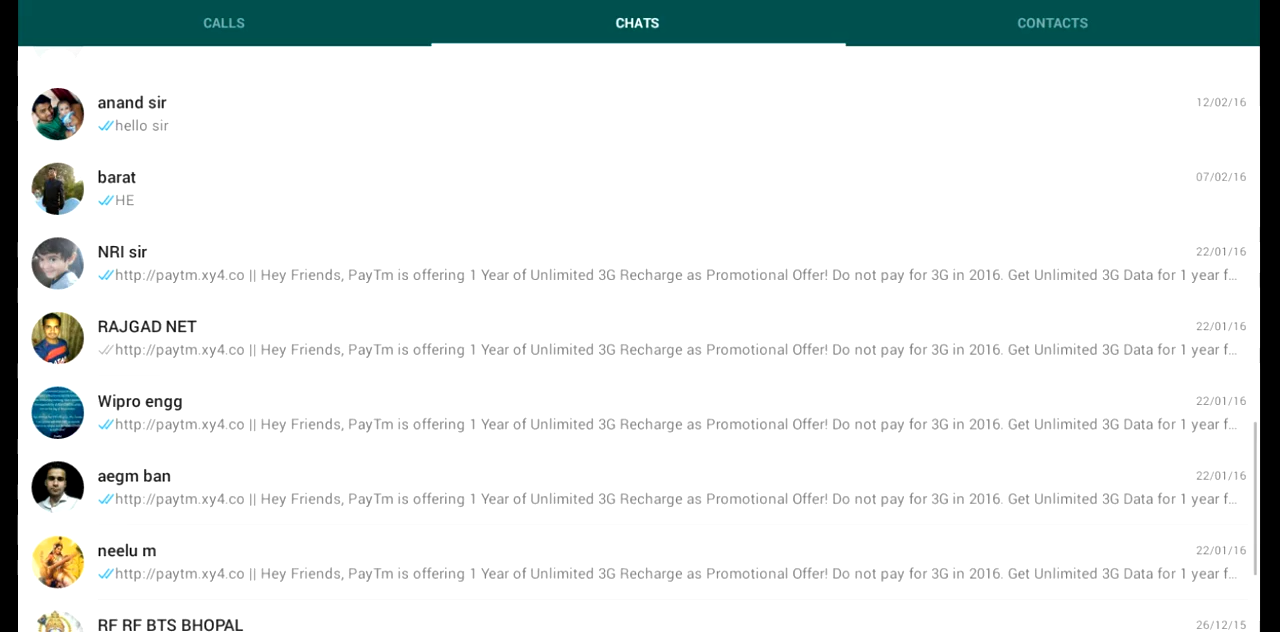 CALLS CHATS CONTACTS
anand sir 12/02/16
hello sir
barat 07/02/16
HE
NRI sir 22/01/16
http://paytm.xy4.co || Hey Friends, PayTm is offering 1 Year of Unlimited 3G Recharge as Promotional Offer! Do not pay for 3G in 2016. Get Unlimited 3G Data for 1 year f...
RAJGAD NET 22/01/16
http://paytm.xy4.co || Hey Friends, PayTm is offering 1 Year of Unlimited 3G Recharge as Promotional Offer! Do not pay for 3G in 2016. Get Unlimited 3G Data for 1 year f...
Wipro engg 22/01/16
http://paytm.xy4.co || Hey Friends, PayTm is offering 1 Year of Unlimited 3G Recharge as Promotional Offer! Do not pay for 3G in 2016. Get Unlimited 3G Data for 1 year f...
aegm ban 22/01/16
http://paytm.xy4.co || Hey Friends, PayTm is offering 1 Year of Unlimited 3G Recharge as Promotional Offer! Do not pay for 3G in 2016. Get Unlimited 3G Data for 1 year f...
neelu m 22/01/16
http://paytm.xy4.co || Hey Friends, PayTm is offering 1 Year of Unlimited 3G Recharge as Promotional Offer! Do not pay for 3G in 2016. Get Unlimited 3G Data for 1 year f...
RF RF BTS BHOPAL 26/12/15